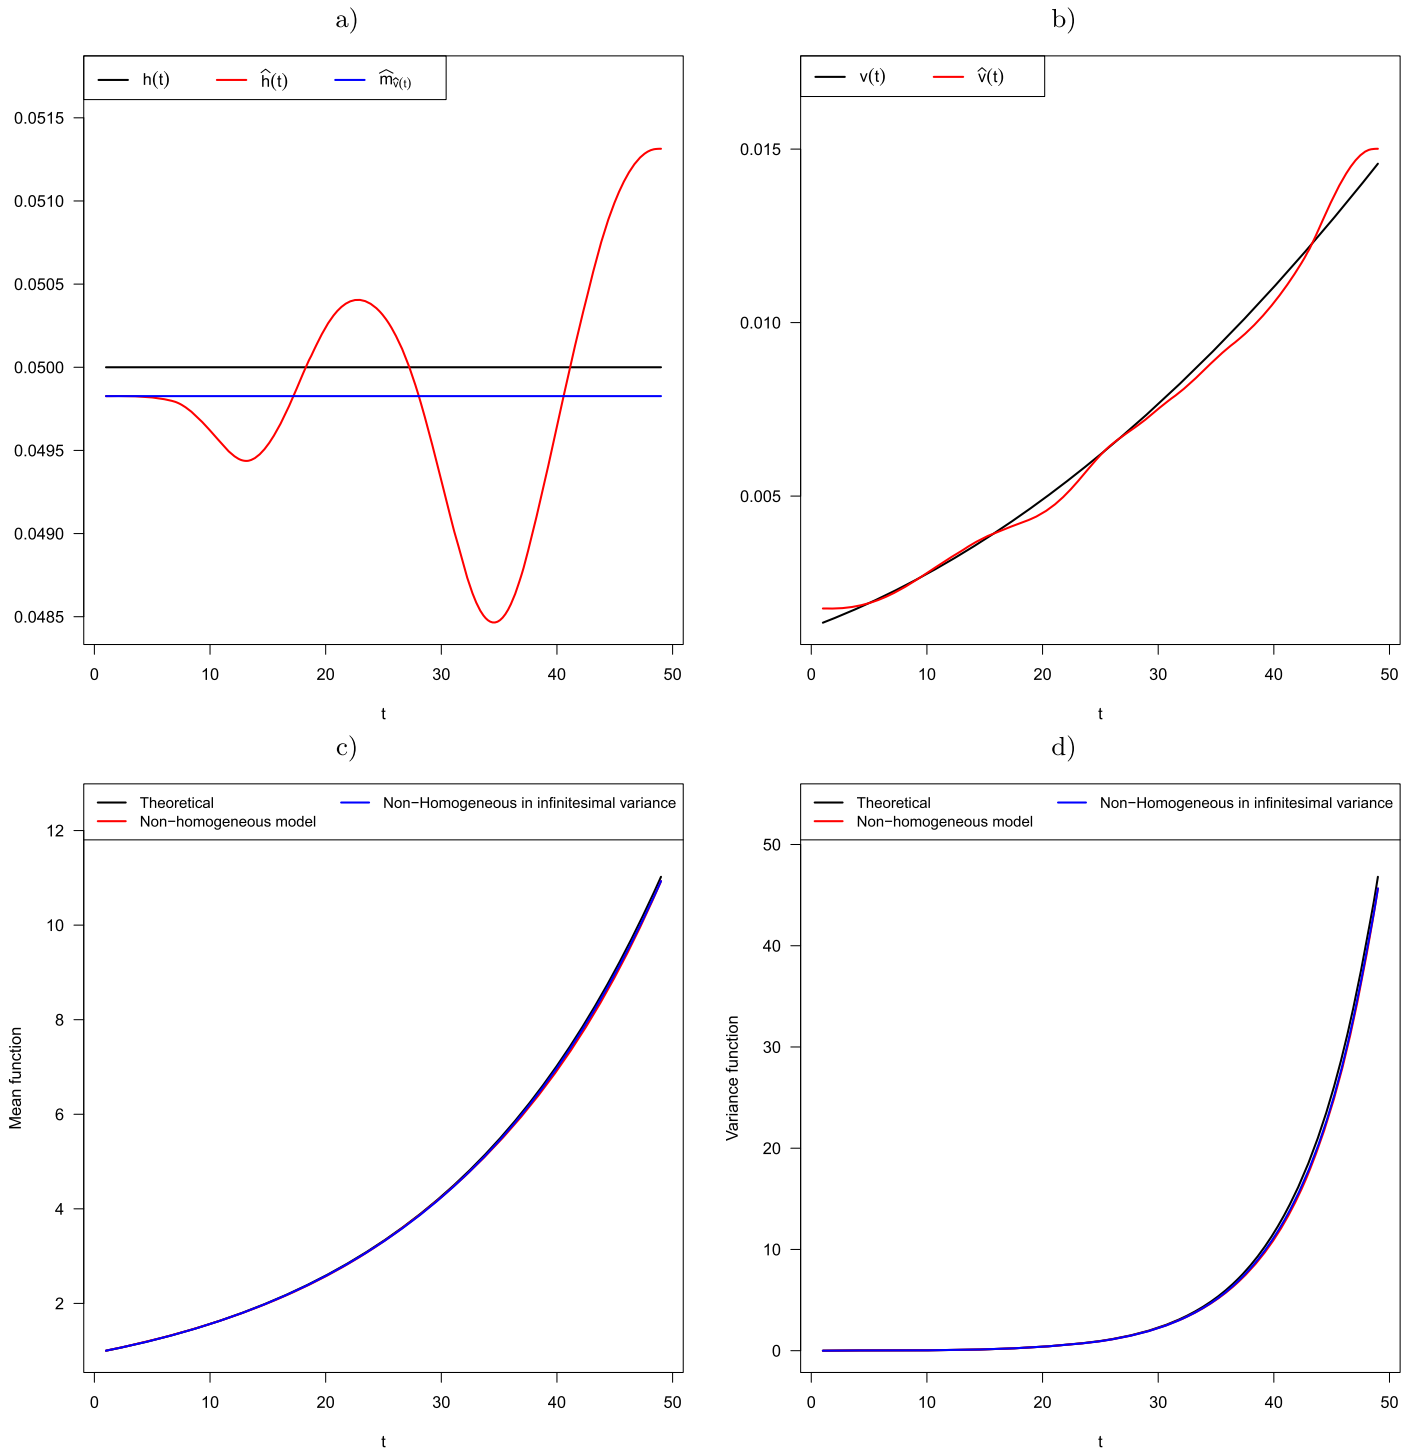 a)
h(t) ĥ(t) m̂v̂(t)
0.0515
0.0510
0.0505
0.0500
0.0495
0.0490
0.0485
0 10 20 30 40 50
t
b)
v(t) v̂(t)
0.015
0.010
0.005
0 10 20 30 40 50
t
c)
Theoretical Non−Homogeneous in infinitesimal variance
Non−homogeneous model
12
10
8
6
4
2
Mean function
0 10 20 30 40 50
t
d)
Theoretical Non−Homogeneous in infinitesimal variance
Non−homogeneous model
50
40
30
20
10
0
Variance function
0 10 20 30 40 50
t